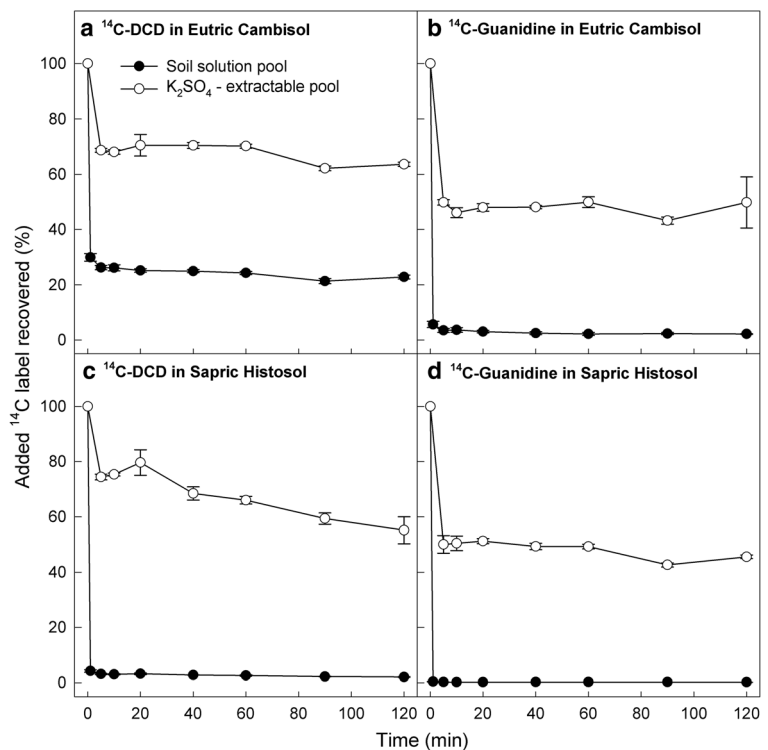 a ¹⁴C-DCD in Eutric Cambisol
b ¹⁴C-Guanidine in Eutric Cambisol
Soil solution pool
K₂SO₄ - extractable pool
100
80
60
40
20
0
c ¹⁴C-DCD in Sapric Histosol
d ¹⁴C-Guanidine in Sapric Histosol
100
80
60
40
20
0
0 20 40 60 80 100 120 0 20 40 60 80 100 120
Time (min)
Added ¹⁴C label recovered (%)